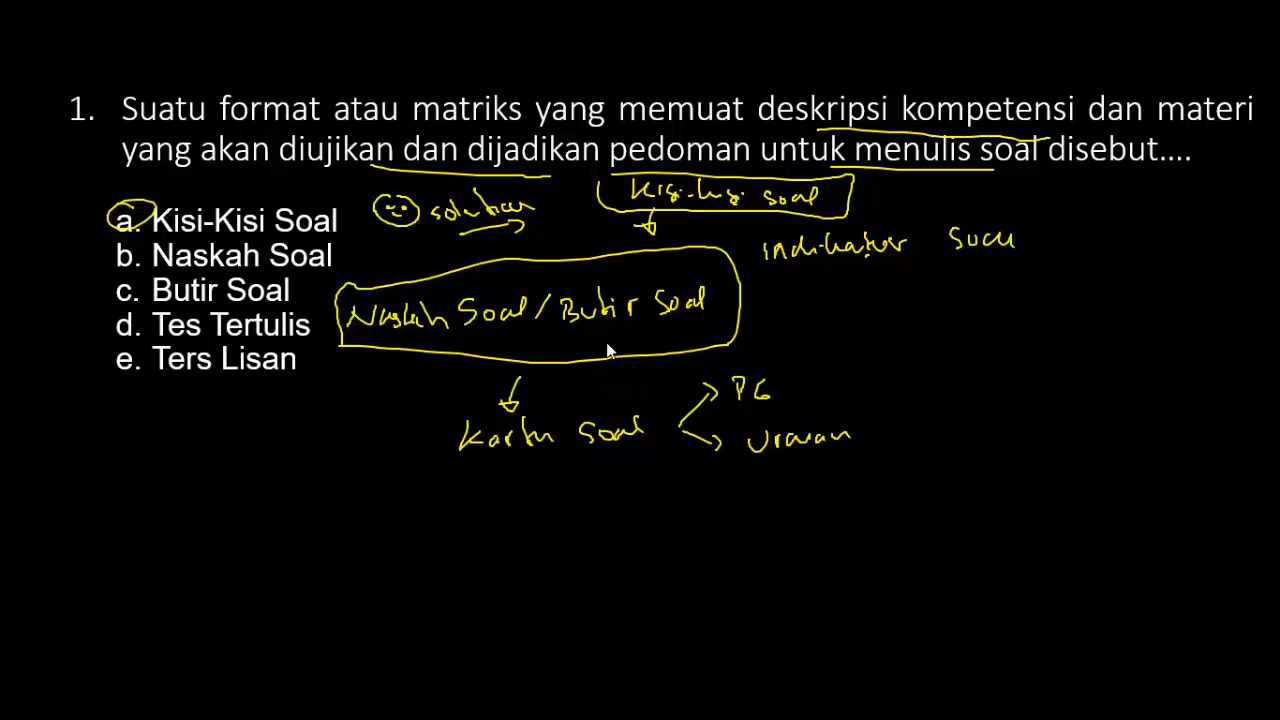 1. Suatu format atau matriks yang memuat deskripsi kompetensi dan materi
yang akan diujikan dan dijadikan pedoman untuk menulis soal disebut....
Kisi-kisi soal
solution
a. Kisi-Kisi Soal
indikator
b. Naskah Soal
c. Butir Soal
Naskah Soal/Butir Soal
d. Tes Tertulis
e. Ters Lisan
PG
Kartu Soal
Uraian